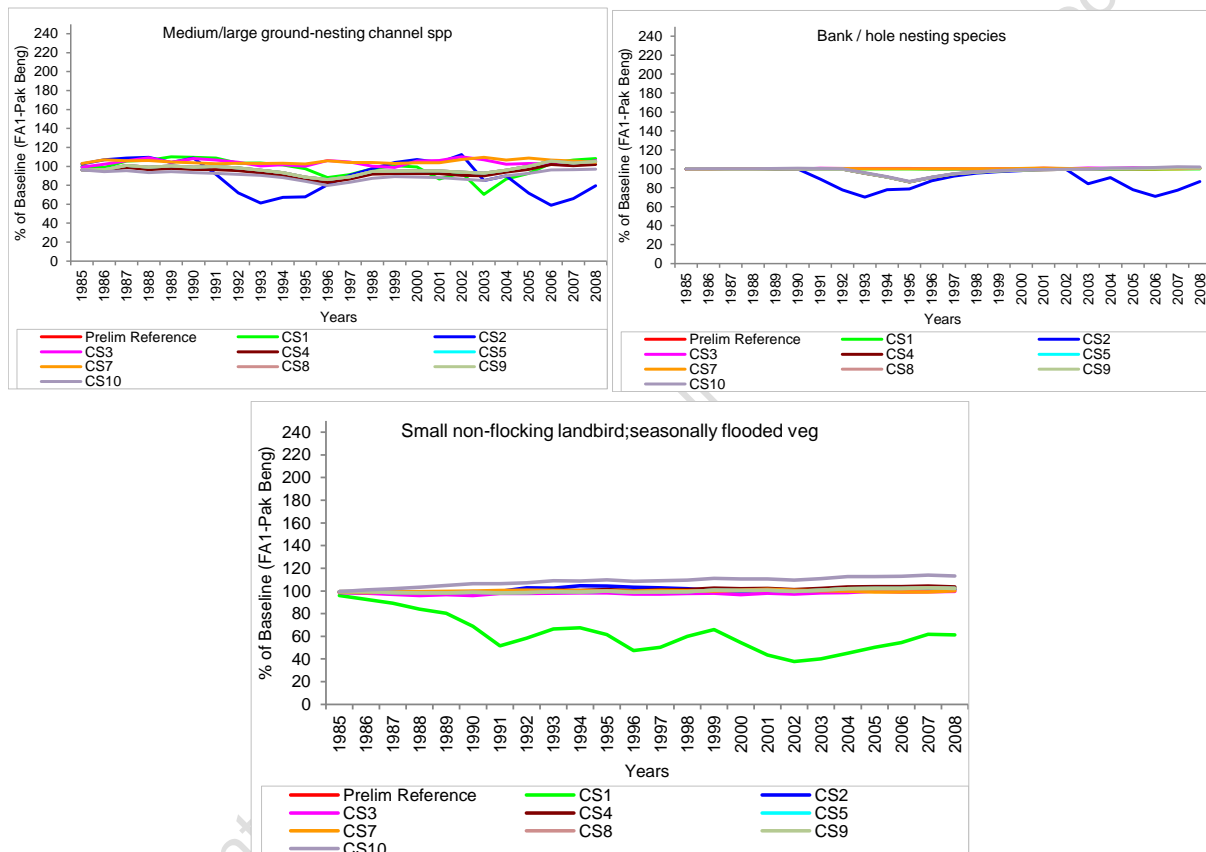 Medium/large ground-nesting channel spp
% of Baseline (FA1-Pak Beng)
240
220
200
180
160
140
120
100
80
60
40
20
0
1985 1986 1987 1988 1989 1990 1991 1992 1993 1994 1995 1996 1997 1998 1999 2000 2001 2002 2003 2004 2005 2006 2007 2008
Years
Prelim Reference CS1 CS2
CS3 CS4 CS5
CS7 CS8 CS9
CS10
Bank / hole nesting species
% of Baseline (FA1-Pak Beng)
240
220
200
180
160
140
120
100
80
60
40
20
0
1985 1986 1987 1988 1989 1990 1991 1992 1993 1994 1995 1996 1997 1998 1999 2000 2001 2002 2003 2004 2005 2006 2007 2008
Years
Prelim Reference CS1 CS2
CS3 CS4 CS5
CS7 CS8 CS9
CS10
Small non-flocking landbird;seasonally flooded veg
% of Baseline (FA1-Pak Beng)
240
220
200
180
160
140
120
100
80
60
40
20
0
1985 1986 1987 1988 1989 1990 1991 1992 1993 1994 1995 1996 1997 1998 1999 2000 2001 2002 2003 2004 2005 2006 2007 2008
Years
Prelim Reference CS1 CS2
CS3 CS4 CS5
CS7 CS8 CS9
CS10